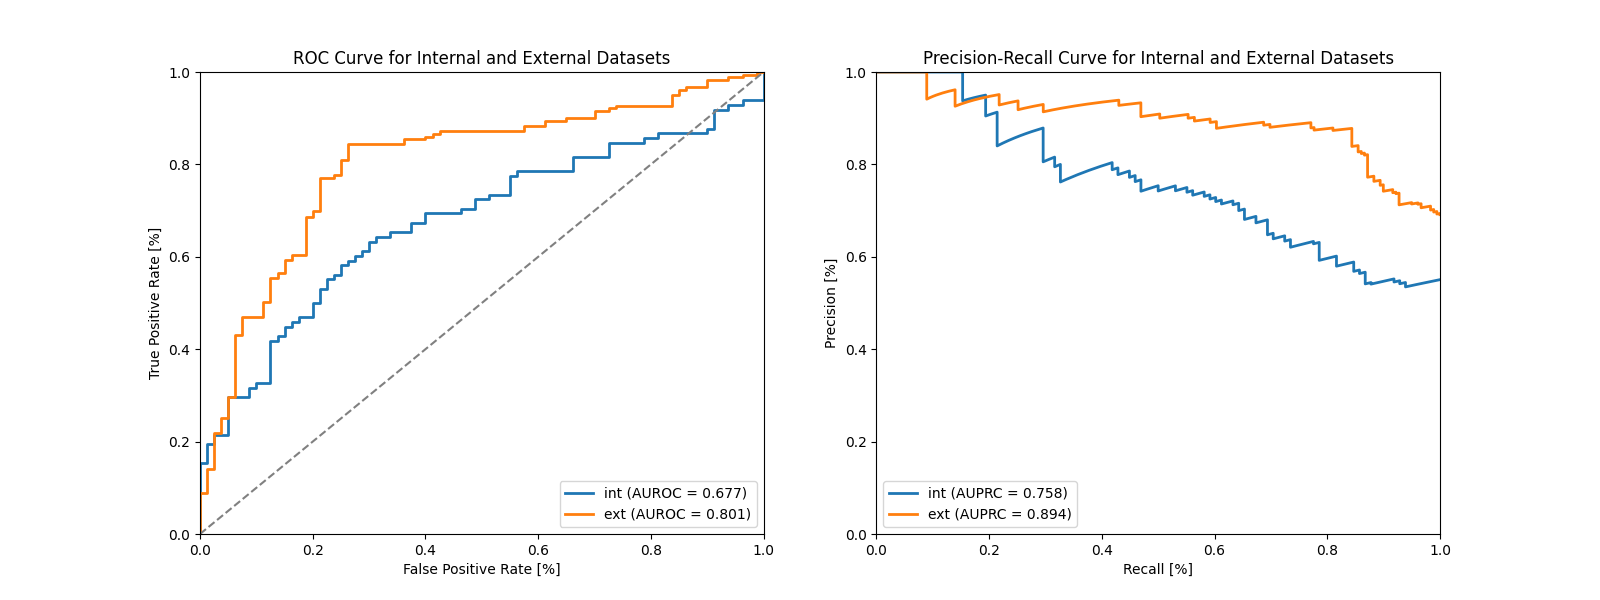 ROC Curve for Internal and External Datasets
1.0
0.8
0.6
0.4
0.2
0.0
True Positive Rate [%]
int (AUROC = 0.677)
ext (AUROC = 0.801)
0.0 0.2 0.4 0.6 0.8 1.0
False Positive Rate [%]
Precision-Recall Curve for Internal and External Datasets
1.0
0.8
0.6
0.4
0.2
0.0
Precision [%]
int (AUPRC = 0.758)
ext (AUPRC = 0.894)
0.0 0.2 0.4 0.6 0.8 1.0
Recall [%]